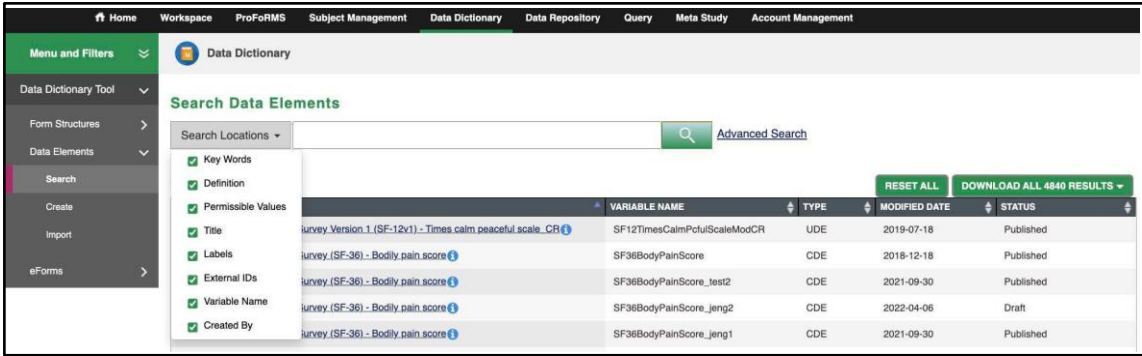 Home Workspace ProFoRMS Subject Management Data Dictionary Data Repository Query Meta Study Account Management
Menu and Filters
Data Dictionary
Data Dictionary Tool
Form Structures
Data Elements
Search
Create
Import
eForms
Search Data Elements
Search Locations
Advanced Search
Key Words
Definition
Permissible Values
Title
Labels
External IDs
Variable Name
Created By
RESET ALL DOWNLOAD ALL 4840 RESULTS
VARIABLE NAME TYPE MODIFIED DATE STATUS
Survey Version 1 (SF-12v1) - Times calm peaceful scale_CR SF12TimesCalmPcfulScaleModCR UDE 2019-07-18 Published
Survey (SF-36) - Bodily pain score SF36BodyPainScore CDE 2018-12-18 Published
Survey (SF-36) - Bodily pain score SF36BodyPainScore_test2 CDE 2021-09-30 Published
Survey (SF-36) - Bodily pain score SF36BodyPainScore_jeng2 CDE 2022-04-06 Draft
Survey (SF-36) - Bodily pain score SF36BodyPainScore_jeng1 CDE 2021-09-30 Published